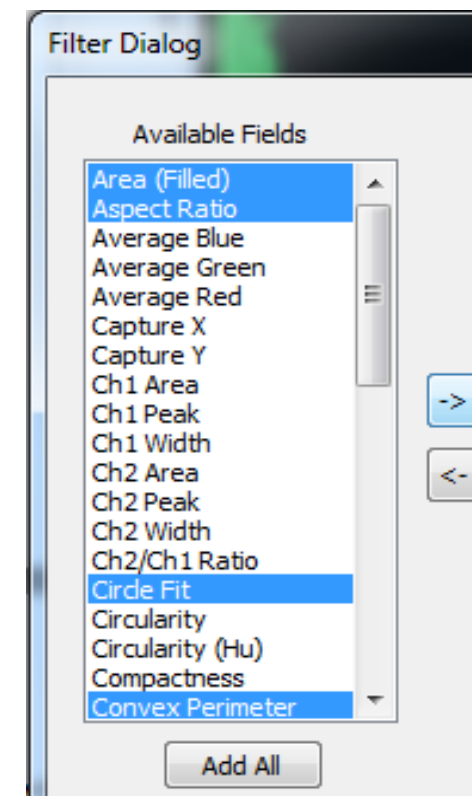 Filter Dialog
Available Fields
Area (Filled)
Aspect Ratio
Average Blue
Average Green
Average Red
Capture X
Capture Y
Ch1 Area
Ch1 Peak
Ch1 Width
Ch2 Area
Ch2 Peak
Ch2 Width
Ch2/Ch1 Ratio
Circle Fit
Circularity
Circularity (Hu)
Compactness
Convex Perimeter
->
<-
Add All